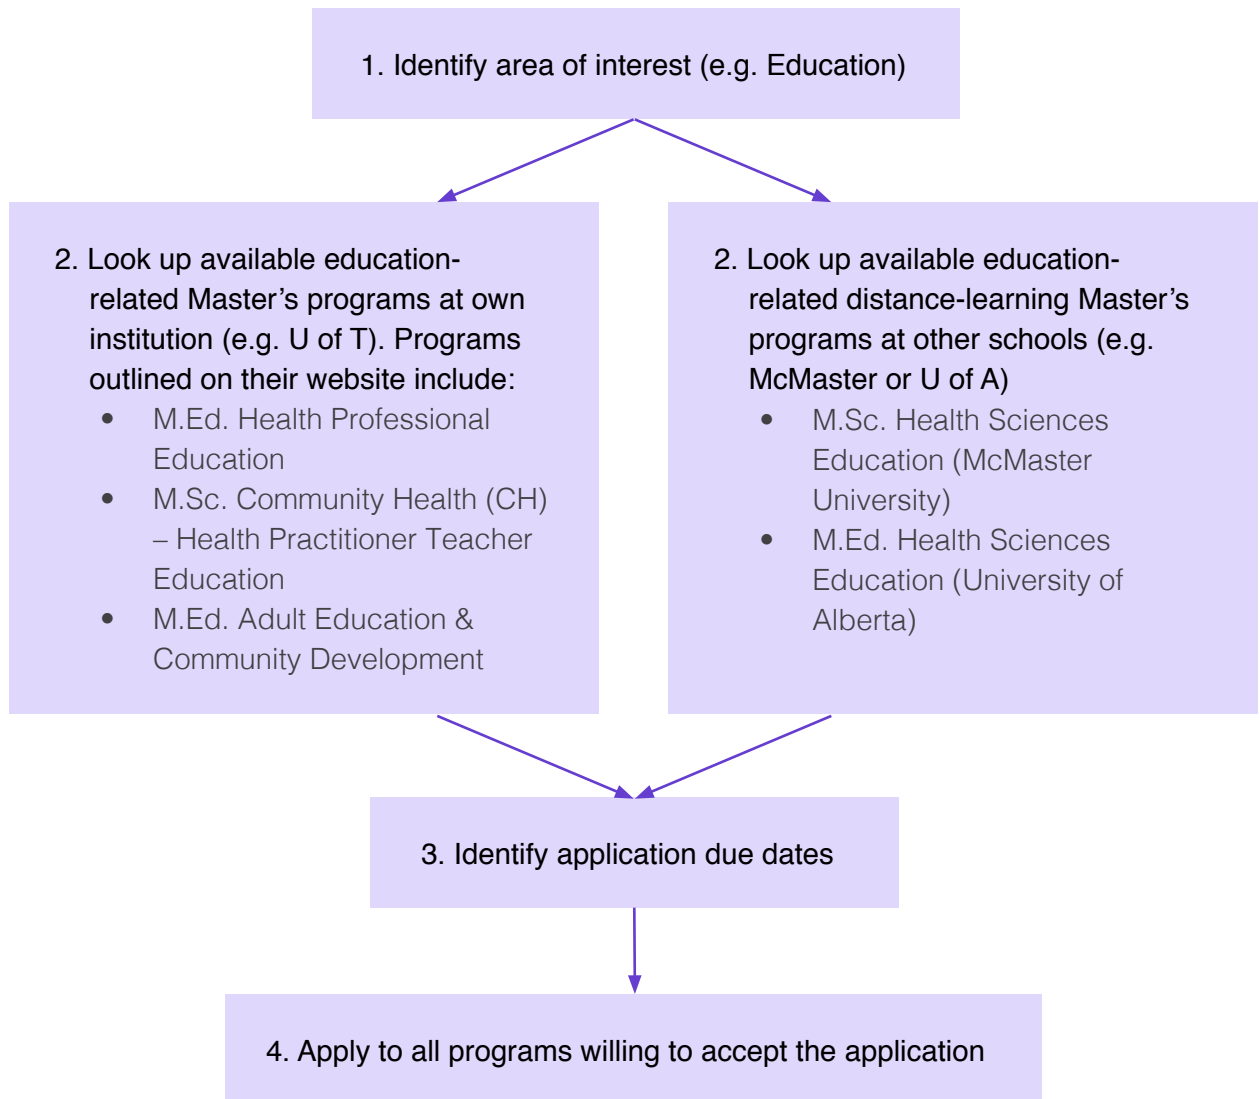 1. Identify area of interest (e.g. Education)
2. Look up available education-
related Master’s programs at own
institution (e.g. U of T). Programs
outlined on their website include:
• M.Ed. Health Professional
Education
• M.Sc. Community Health (CH)
– Health Practitioner Teacher
Education
• M.Ed. Adult Education &
Community Development
2. Look up available education-
related distance-learning Master’s
programs at other schools (e.g.
McMaster or U of A)
• M.Sc. Health Sciences
Education (McMaster
University)
• M.Ed. Health Sciences
Education (University of
Alberta)
3. Identify application due dates
4. Apply to all programs willing to accept the application